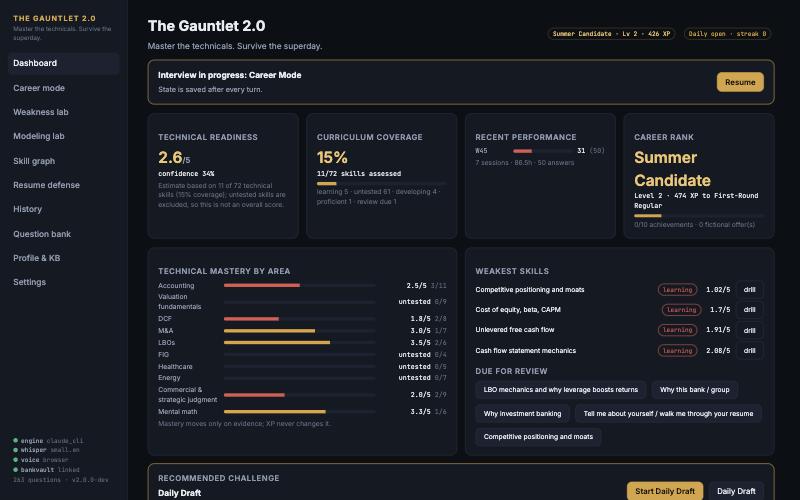 THE GAUNTLET 2.0
Master the technicals. Survive the
superday.
Dashboard
Career mode
Weakness lab
Modeling lab
Skill graph
Resume defense
History
Question bank
Profile & KB
Settings
engine claude_cli
whisper small.en
voice browser
bankvault linked
263 questions · v2.0.0-dev
The Gauntlet 2.0
Master the technicals. Survive the superday.
Summer Candidate · Lv 2 · 426 XP
Daily open · streak 0
Interview in progress: Career Mode
State is saved after every turn.
Resume
TECHNICAL READINESS
2.6/5
confidence 34%
Estimate based on 11 of 72 technical
skills (15% coverage); untested skills are
excluded, so this is not an overall score.
CURRICULUM COVERAGE
15%
11/72 skills assessed
learning 5 · untested 61 · developing 4 ·
proficient 1 · review due 1
RECENT PERFORMANCE
W45 31 (50)
7 sessions · 86.5h · 50 answers
CAREER RANK
Summer
Candidate
Level 2 · 474 XP to First-Round
Regular
0/10 achievements · 0 fictional offer(s)
TECHNICAL MASTERY BY AREA
Accounting 2.5/5 3/11
Valuation
fundamentals untested 0/9
DCF 1.8/5 2/8
M&A 3.0/5 1/7
LBOs 3.5/5 2/6
FIG untested 0/4
Healthcare untested 0/5
Energy untested 0/7
Commercial &
strategic judgment 2.0/5 2/9
Mental math 3.3/5 1/6
Mastery moves only on evidence; XP never changes it.
WEAKEST SKILLS
Competitive positioning and moats learning 1.02/5 drill
Cost of equity, beta, CAPM learning 1.7/5 drill
Unlevered free cash flow learning 1.91/5 drill
Cash flow statement mechanics learning 2.08/5 drill
DUE FOR REVIEW
LBO mechanics and why leverage boosts returns
Why this bank / group
Why investment banking
Tell me about yourself / walk me through your resume
Competitive positioning and moats
RECOMMENDED CHALLENGE
Daily Draft
Start Daily Draft
Daily Draft